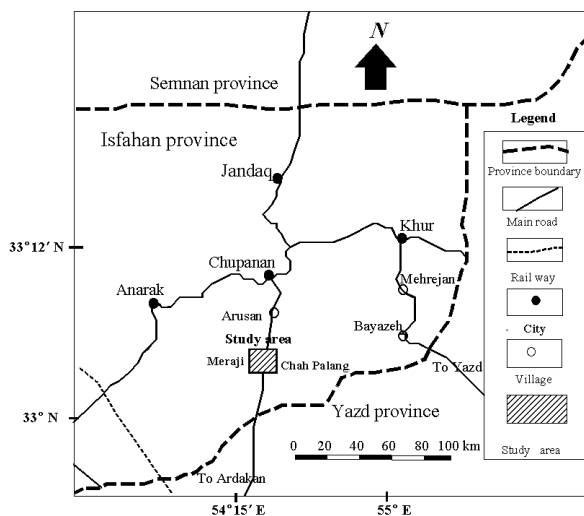 N
Semnan province
Isfahan province
Jandaq
Khur
33°12′ N
Chupanan
Mehrejan
Anarak
Arusan
Bayazeh
Study area
Meraji
Chah Palang
To Yazd
33° N
Yazd province
0 20 40 60 80 100 km
To Ardakan
54°15′ E
55° E
Legend
Province boundary
Main road
Rail way
City
Village
Study area